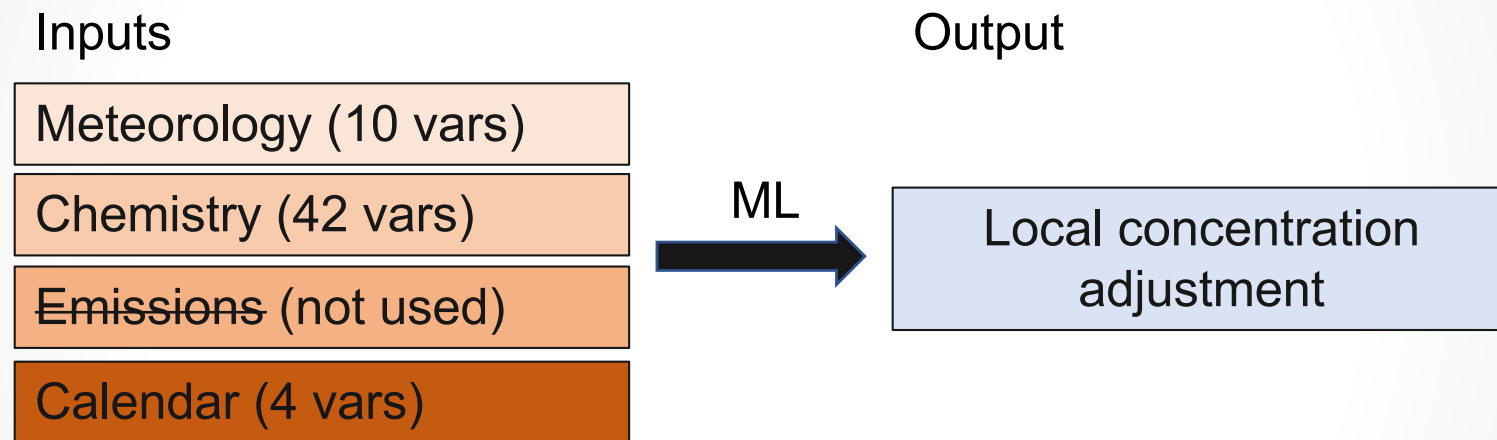 Inputs
Output
Meteorology (10 vars)
Chemistry (42 vars)
ML
Local concentration
adjustment
Emissions (not used)
Calendar (4 vars)